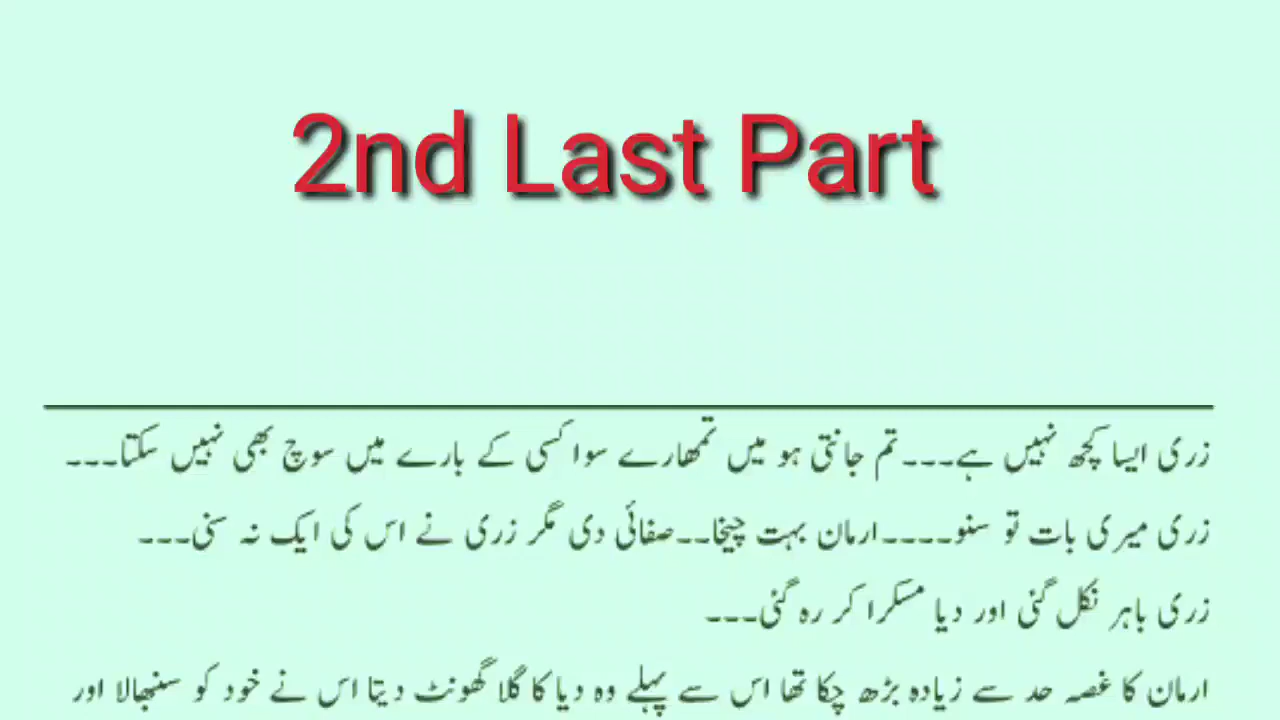 2nd Last Part
زری ایسا کچھ نہیں ہے۔۔۔تم جانتی ہو میں تمھارے سوا کسی کے بارے میں سوچ بھی نہیں سکتا۔۔۔
زری میری بات تو سنو۔۔۔۔ارمان بہت چیخا۔۔صفائی دی مگر زری نے اس کی ایک نہ سنی۔۔۔
زری باہر نکل گئی اور دیا مسکرا کر رہ گئی۔۔۔
ارمان کا غصہ حد سے زیادہ بڑھ چکا تھا اس سے پہلے وہ دیا کا گلا گھونٹ دیتا اس نے خود کو سنبھالا اور